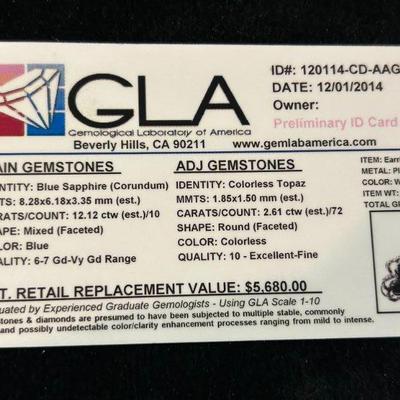 GLA
Gemological Laboratory of America
Beverly Hills, CA 90211
ID#: 120114-CD-AAG
DATE: 12/01/2014
Owner:
Preliminary ID Card
www.gemlabamerica.com
AIN GEMSTONES
NTITY: Blue Sapphire (Corundum)
TS: 8.28x6.18x3.35 mm (est.)
RATS/COUNT: 12.12 ctw (est.)/10
APE: Mixed (Faceted)
LOR: Blue
ALITY: 6-7 Gd-Vy Gd Range
ADJ GEMSTONES
IDENTITY: Colorless Topaz
MMTS: 1.85x1.50 mm (est.)
CARATS/COUNT: 2.61 ctw (est.)/72
SHAPE: Round (Faceted)
COLOR: Colorless
QUALITY: 10 - Excellent-Fine
ITEM: Earri
METAL: Pl
COLOR: W
ITEM WT:
TOTAL GE
T. RETAIL REPLACEMENT VALUE: $5,680.00
uated by Experienced Graduate Gemologists - Using GLA Scale 1-10
stones & diamonds are presumed to have been subjected to multiple stable, commonly
and possibly undetectable color/clarity enhancement processes ranging from mild to intense.